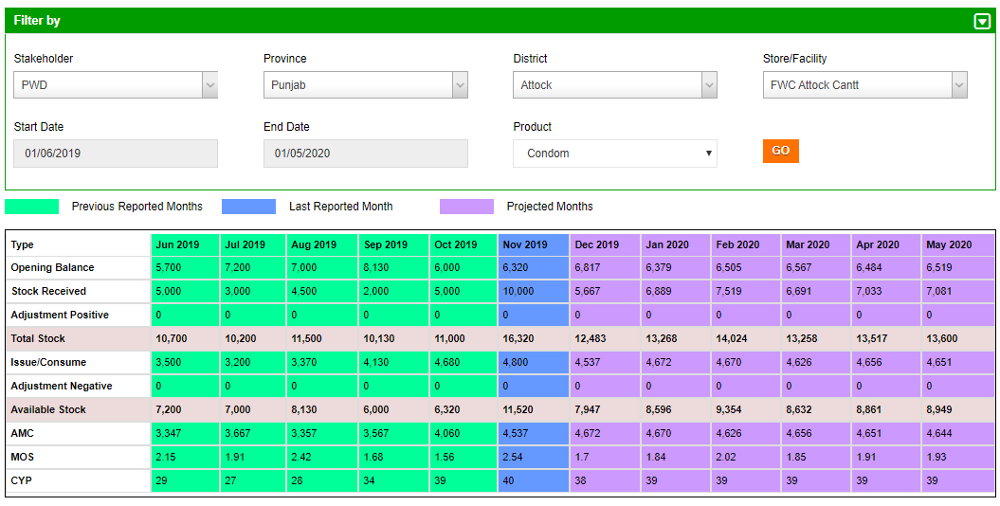 Filter by
Stakeholder Province District Store/Facility
PWD Punjab Attock FWC Attock Cantt
Start Date End Date Product
01/06/2019 01/05/2020 Condom GO
Previous Reported Months Last Reported Month Projected Months
Type Jun 2019 Jul 2019 Aug 2019 Sep 2019 Oct 2019 Nov 2019 Dec 2019 Jan 2020 Feb 2020 Mar 2020 Apr 2020 May 2020
Opening Balance 5,700 7,200 7,000 8,130 6,000 6,320 6,817 6,379 6,505 6,567 6,484 6,519
Stock Received 5,000 3,000 4,500 2,000 5,000 10,000 5,667 6,889 7,519 6,691 7,033 7,081
Adjustment Positive 0 0 0 0 0 0 0 0 0 0 0 0
Total Stock 10,700 10,200 11,500 10,130 11,000 16,320 12,483 13,268 14,024 13,258 13,517 13,600
Issue/Consume 3,500 3,200 3,370 4,130 4,680 4,800 4,537 4,672 4,670 4,626 4,656 4,651
Adjustment Negative 0 0 0 0 0 0 0 0 0 0 0 0
Available Stock 7,200 7,000 8,130 6,000 6,320 11,520 7,947 8,596 9,354 8,632 8,861 8,949
AMC 3,347 3,667 3,357 3,567 4,060 4,537 4,672 4,670 4,626 4,656 4,651 4,644
MOS 2.15 1.91 2.42 1.68 1.56 2.54 1.7 1.84 2.02 1.85 1.91 1.93
CYP 29 27 28 34 39 40 38 39 39 39 39 39